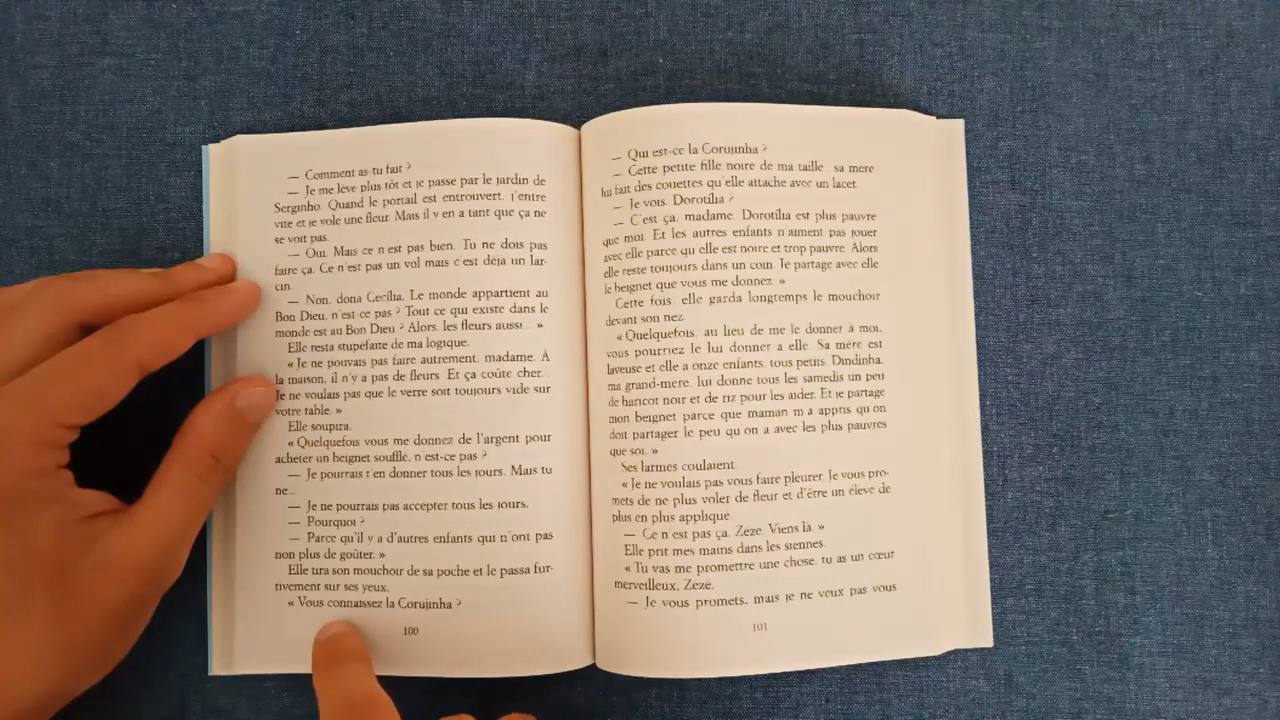 — Comment as-tu fait ?
— Je me lève plus tôt et je passe par le jardin de
Serginho. Quand le portail est entrouvert, j'entre
vite et je vole une fleur. Mais il y en a tant que ça ne
se voit pas.
— Oui. Mais ce n'est pas bien. Tu ne dois pas
faire ça. Ce n'est pas un vol mais c'est déjà un lar-
cin.
— Non, dona Cecília. Le monde appartient au
Bon Dieu, n'est-ce pas ? Tout ce qui existe dans le
monde est au Bon Dieu ? Alors, les fleurs aussi... »
Elle resta stupéfaite de ma logique.
« Je ne pouvais pas faire autrement, madame. À
la maison, il n'y a pas de fleurs. Et ça coûte cher...
Je ne voulais pas que le verre soit toujours vide sur
votre table. »
Elle soupira.
« Quelquefois vous me donnez de l'argent pour
acheter un beignet soufflé, n'est-ce pas ?
— Je pourrais t'en donner tous les jours. Mais tu
ne...
— Je ne pourrais pas accepter tous les jours.
— Pourquoi ?
— Parce qu'il y a d'autres enfants qui n'ont pas
non plus de goûter. »
Elle tira son mouchoir de sa poche et le passa fur-
tivement sur ses yeux.
« Vous connaissez la Corujinha ?
100
— Qui est-ce la Corujinha ?
— Cette petite fille noire de ma taille, sa mère
lui fait des couettes qu'elle attache avec un lacet.
— Je vois. Dorotília ?
— C'est ça, madame. Dorotília est plus pauvre
que moi. Et les autres enfants n'aiment pas jouer
avec elle parce qu'elle est noire et trop pauvre. Alors
elle reste toujours dans un coin. Je partage avec elle
le beignet que vous me donnez. »
Cette fois, elle garda longtemps le mouchoir
devant son nez.
« Quelquefois, au lieu de me le donner à moi,
vous pourriez le lui donner à elle. Sa mère est
laveuse et elle a onze enfants, tous petits. Dindinha,
ma grand-mère, lui donne tous les samedis un peu
de haricot noir et de riz pour les aider. Et je partage
mon beignet parce que maman m'a appris qu'on
doit partager le peu qu'on a avec les plus pauvres
que soi. »
Ses larmes coulaient.
« Je ne voulais pas vous faire pleurer. Je vous pro-
mets de ne plus voler de fleur et d'être un élève de
plus en plus appliqué.
— Ce n'est pas ça, Zézé. Viens là. »
Elle prit mes mains dans les siennes.
« Tu vas me promettre une chose, tu as un cœur
merveilleux, Zézé.
— Je vous promets, mais je ne veux pas vous
101